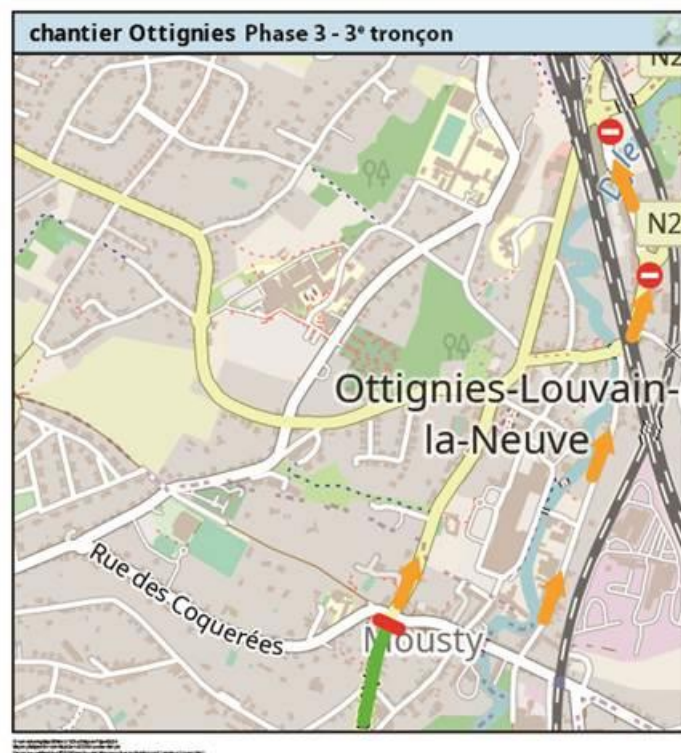 chantier Ottignies Phase 3 - 3ᵉ tronçon
N2
N2
Ottignies-Louvain-
la-Neuve
Rue des Coquerées
Mousty